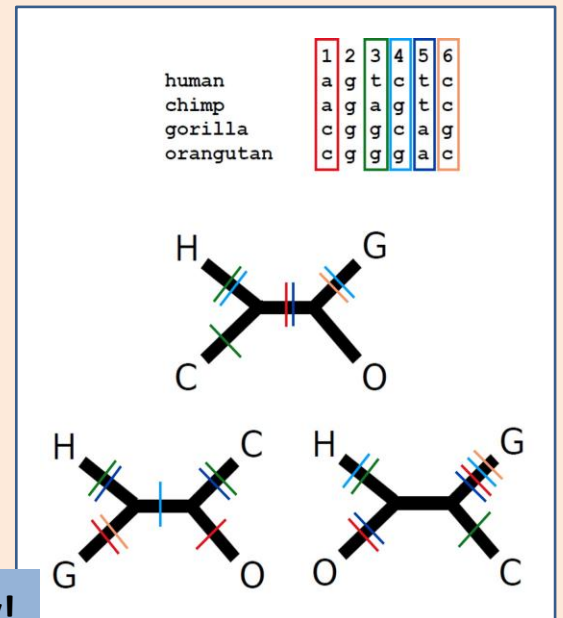 1 2 3 4 5 6
human a g t c t c
chimp a g a g t c
gorilla c g g c a g
orangutan c g g g a c
H G
C O
H C
G O
H G
O C